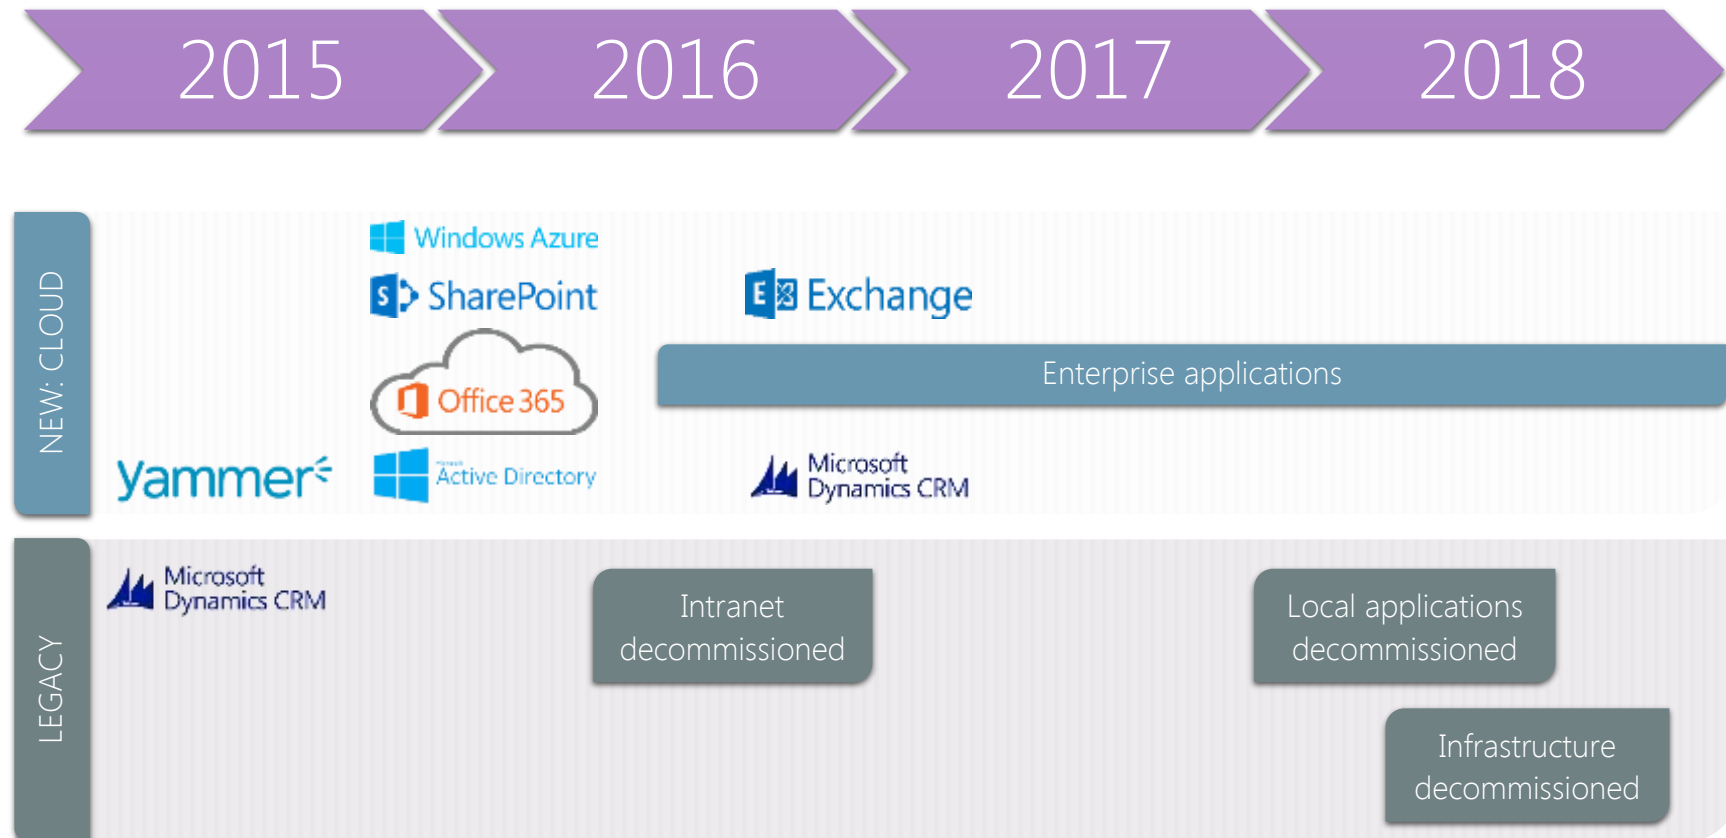 2015
2016
2017
2018
NEW: CLOUD
Windows Azure
S SharePoint
E Exchange
Enterprise applications
Office 365
yammer
Microsoft
Active Directory
Microsoft
Dynamics CRM
LEGACY
Microsoft
Dynamics CRM
Intranet
decommissioned
Local applications
decommissioned
Infrastructure
decommissioned